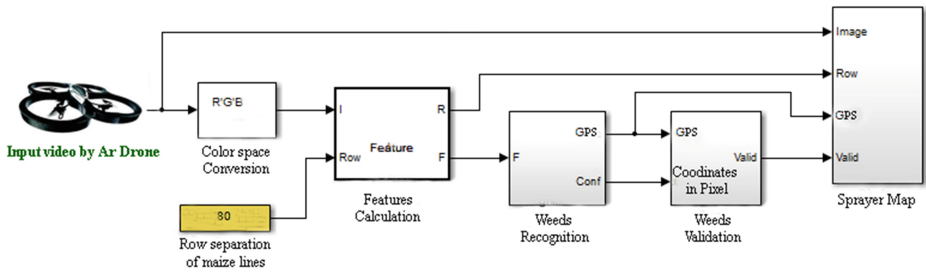 Image
Row
GPS
Valid
Sprayer Map
Input video by Ar Drone
R'G'B
Color space
Conversion
I
Row
Feature
R
F
Features
Calculation
80
Row separation
of maize lines
F
GPS
Conf
Weeds
Recognition
GPS
Coodinates
in Pixel
Valid
Weeds
Validation